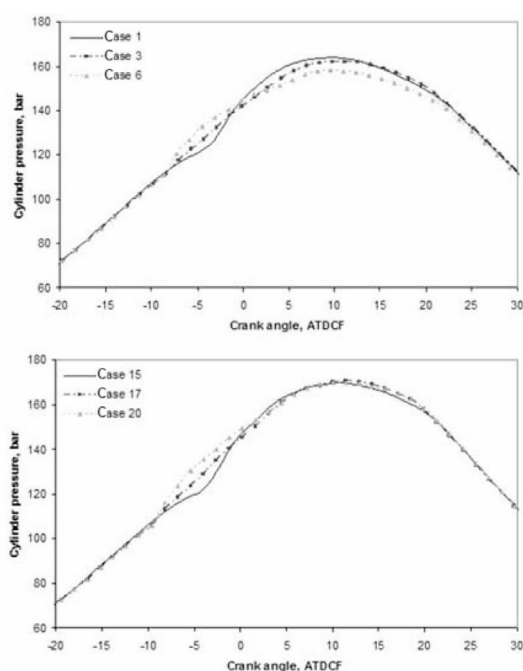 180
160
140
120
100
80
60
Cylinder pressure, bar
Case 1
Case 3
Case 6
-20 -15 -10 -5 0 5 10 15 20 25 30
Crank angle, ATDCF
180
160
140
120
100
80
60
Cylinder pressure, bar
Case 15
Case 17
Case 20
-20 -15 -10 -5 0 5 10 15 20 25 30
Crank angle, ATDCF